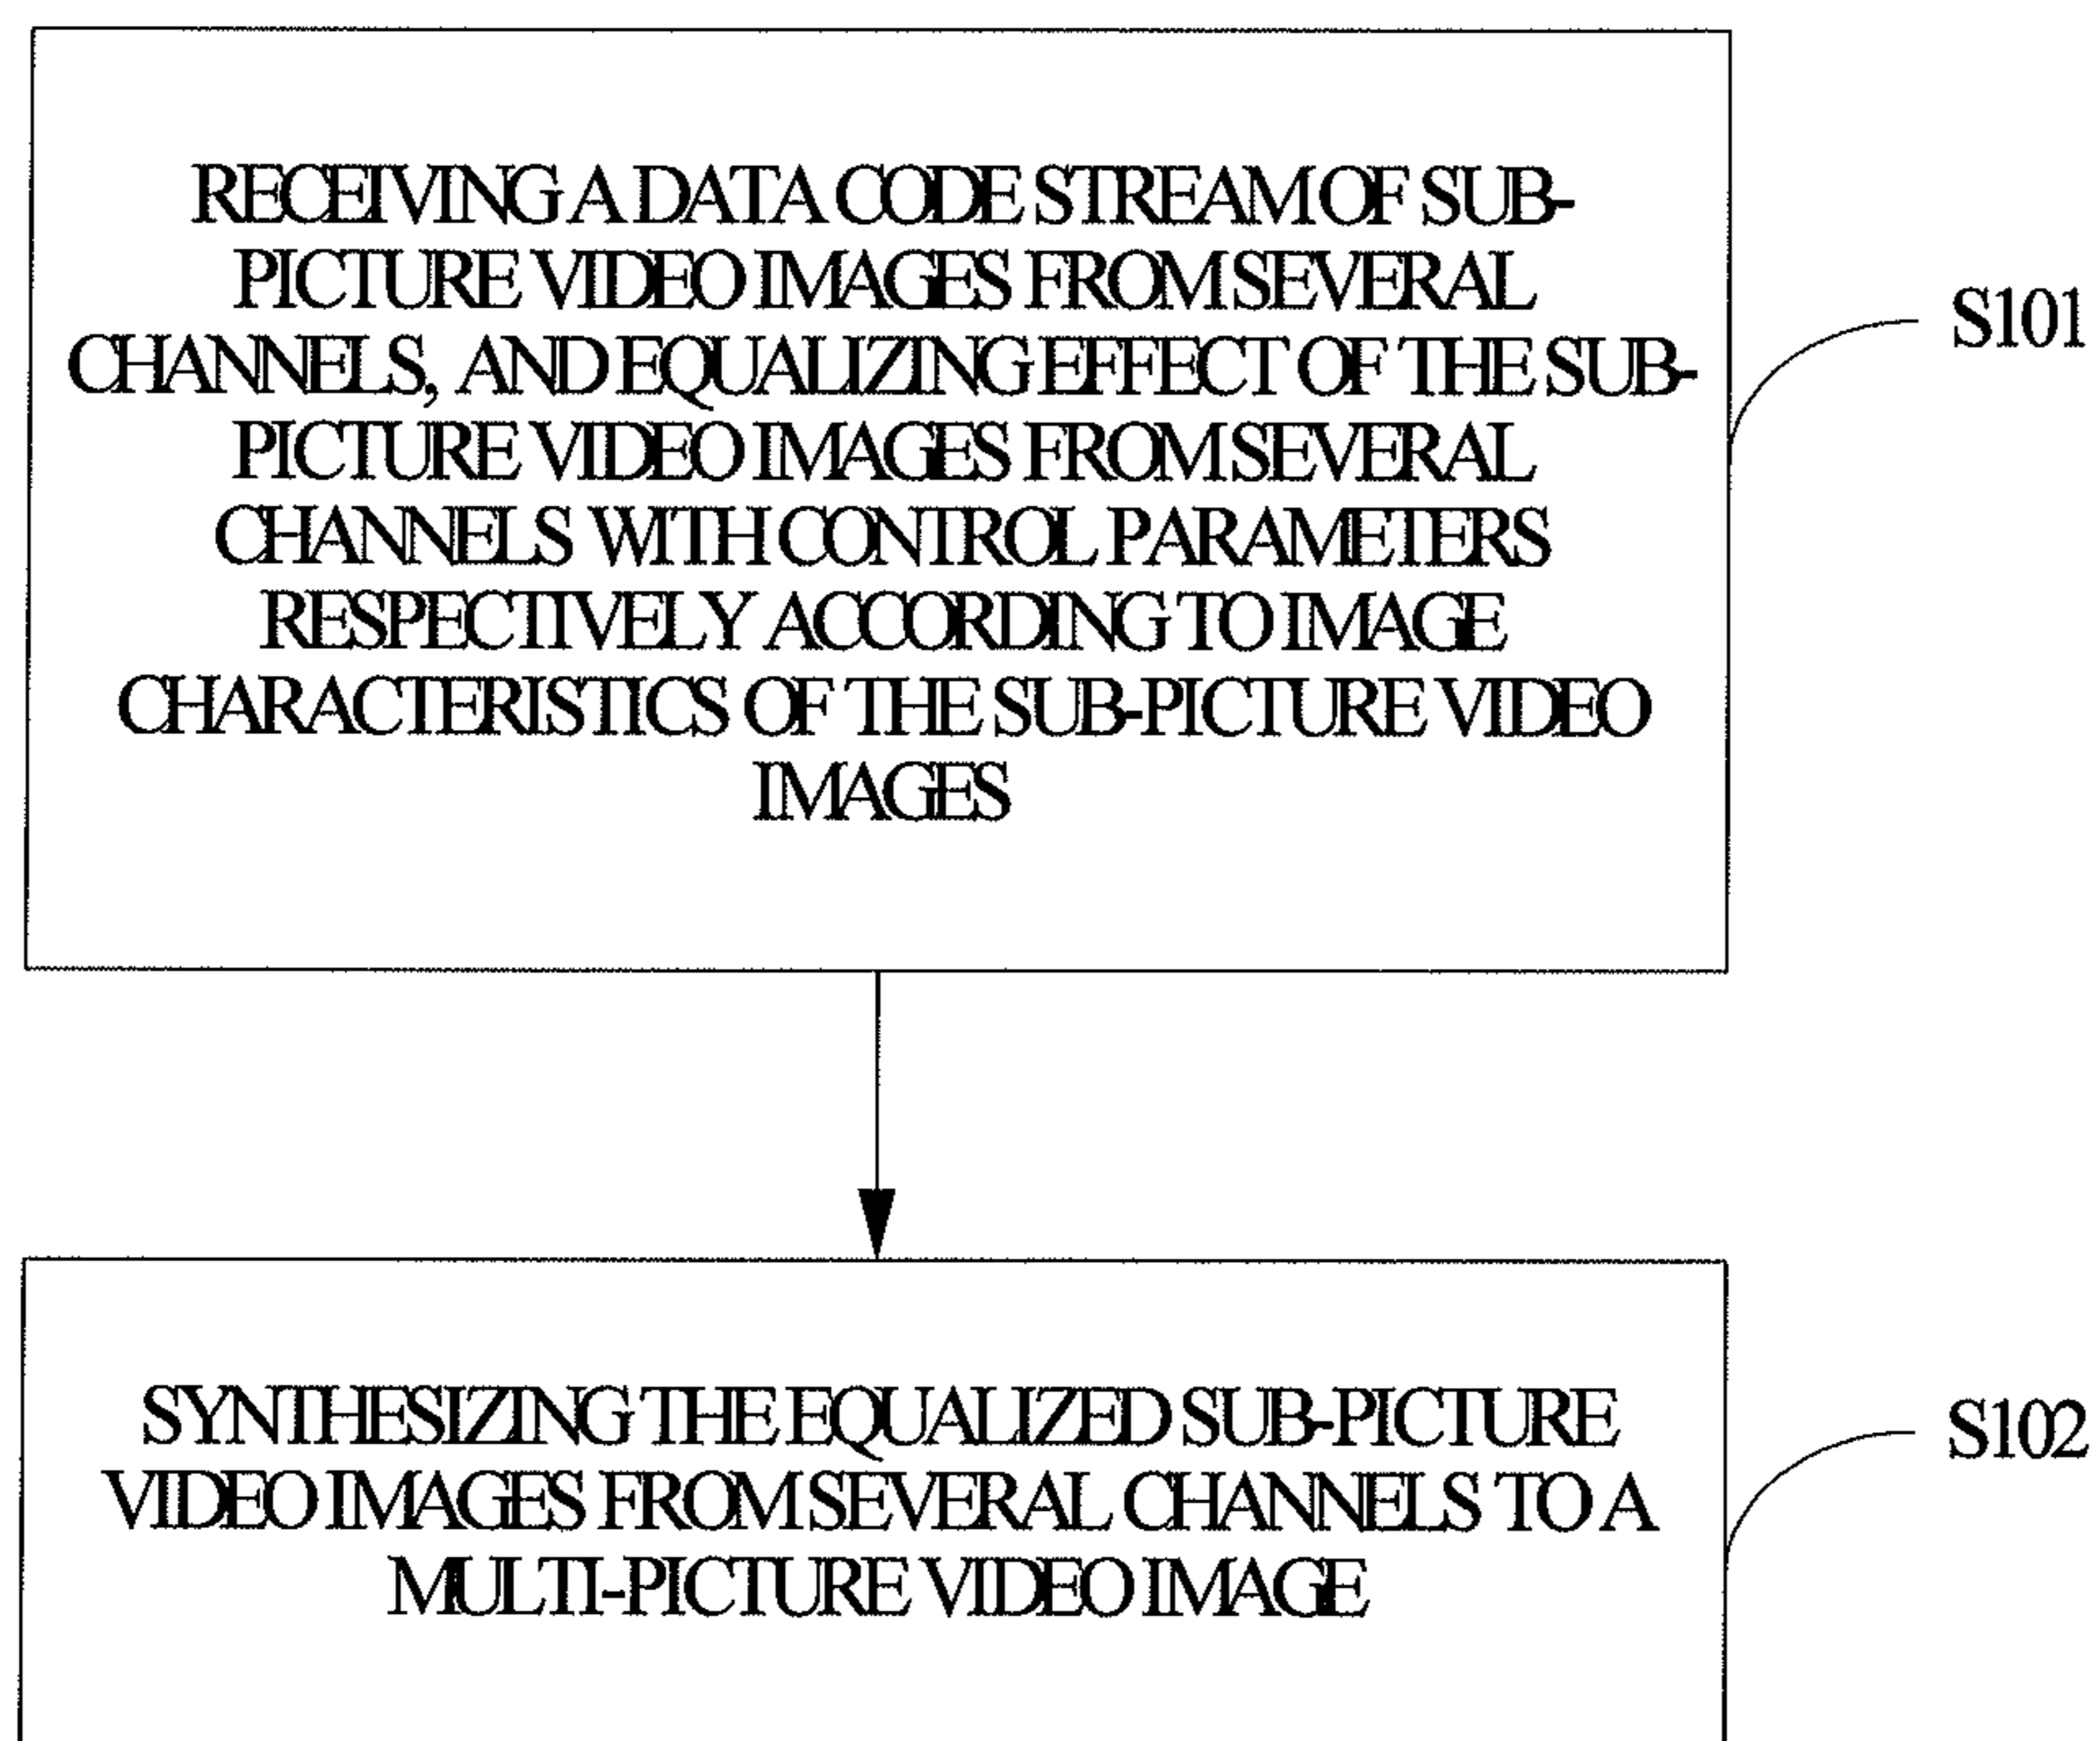 RECEIVING A DATA CODE STREAM OF SUB-
PICTURE VIDEO IMAGES FROM SEVERAL
CHANNELS, AND EQUALIZING EFFECT OF THE SUB-
PICTURE VIDEO IMAGES FROM SEVERAL
CHANNELS WITH CONTROL PARAMETERS
RESPECTIVELY ACCORDING TO IMAGE
CHARACTERISTICS OF THE SUB-PICTURE VIDEO
IMAGES
S101
SYNTHESIZING THE EQUALIZED SUB-PICTURE
VIDEO IMAGES FROM SEVERAL CHANNELS TO A
MULTI-PICTURE VIDEO IMAGE
S102